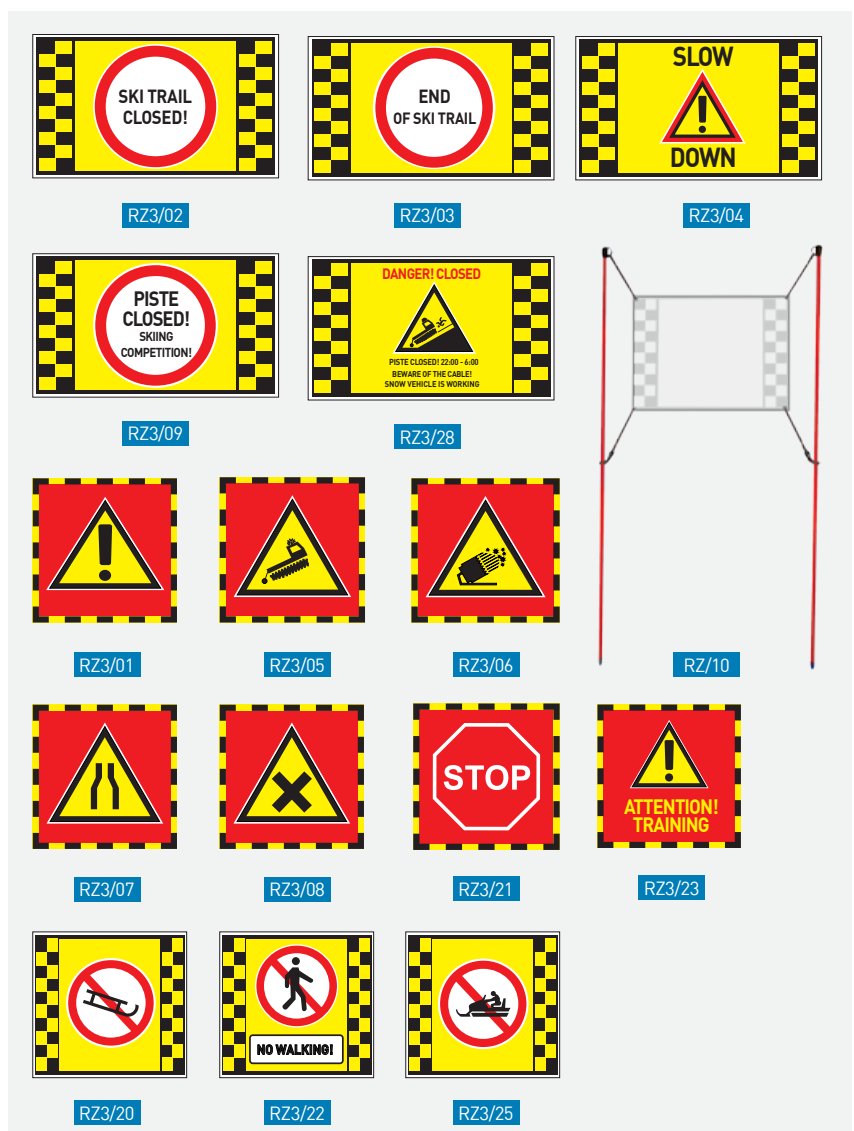 SKI TRAIL
CLOSED!
END
OF SKI TRAIL
SLOW
DOWN
RZ3/02
RZ3/03
RZ3/04
PISTE
CLOSED!
SKIING
COMPETITION!
DANGER! CLOSED
PISTE CLOSED! 22:00 - 6:00
BEWARE OF THE CABLE!
SNOW VEHICLE IS WORKING
RZ3/09
RZ3/28
RZ3/01
RZ3/05
RZ3/06
RZ/10
STOP
ATTENTION!
TRAINING
RZ3/07
RZ3/08
RZ3/21
RZ3/23
NO WALKING!
RZ3/20
RZ3/22
RZ3/25